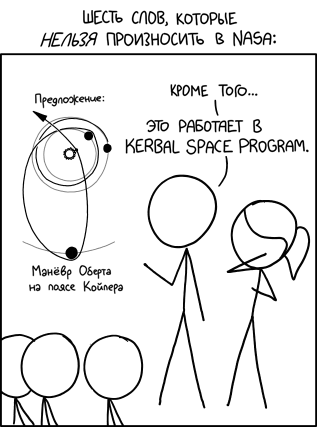 ШЕСТЬ СЛОВ, КОТОРЫЕ
НЕЛЬЗЯ ПРОИЗНОСИТЬ В NASA:
Предложение:
КРОМЕ ТОГО...
ЭТО РАБОТАЕТ В
KERBAL SPACE PROGRAM.
Манёвр Оберта
на поясе Койпера